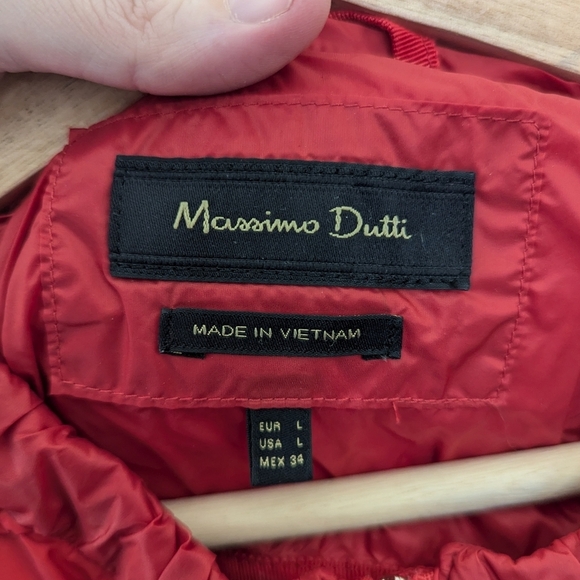 Massimo Dutti
MADE IN VIETNAM
EUR L
USA L
MEX 34